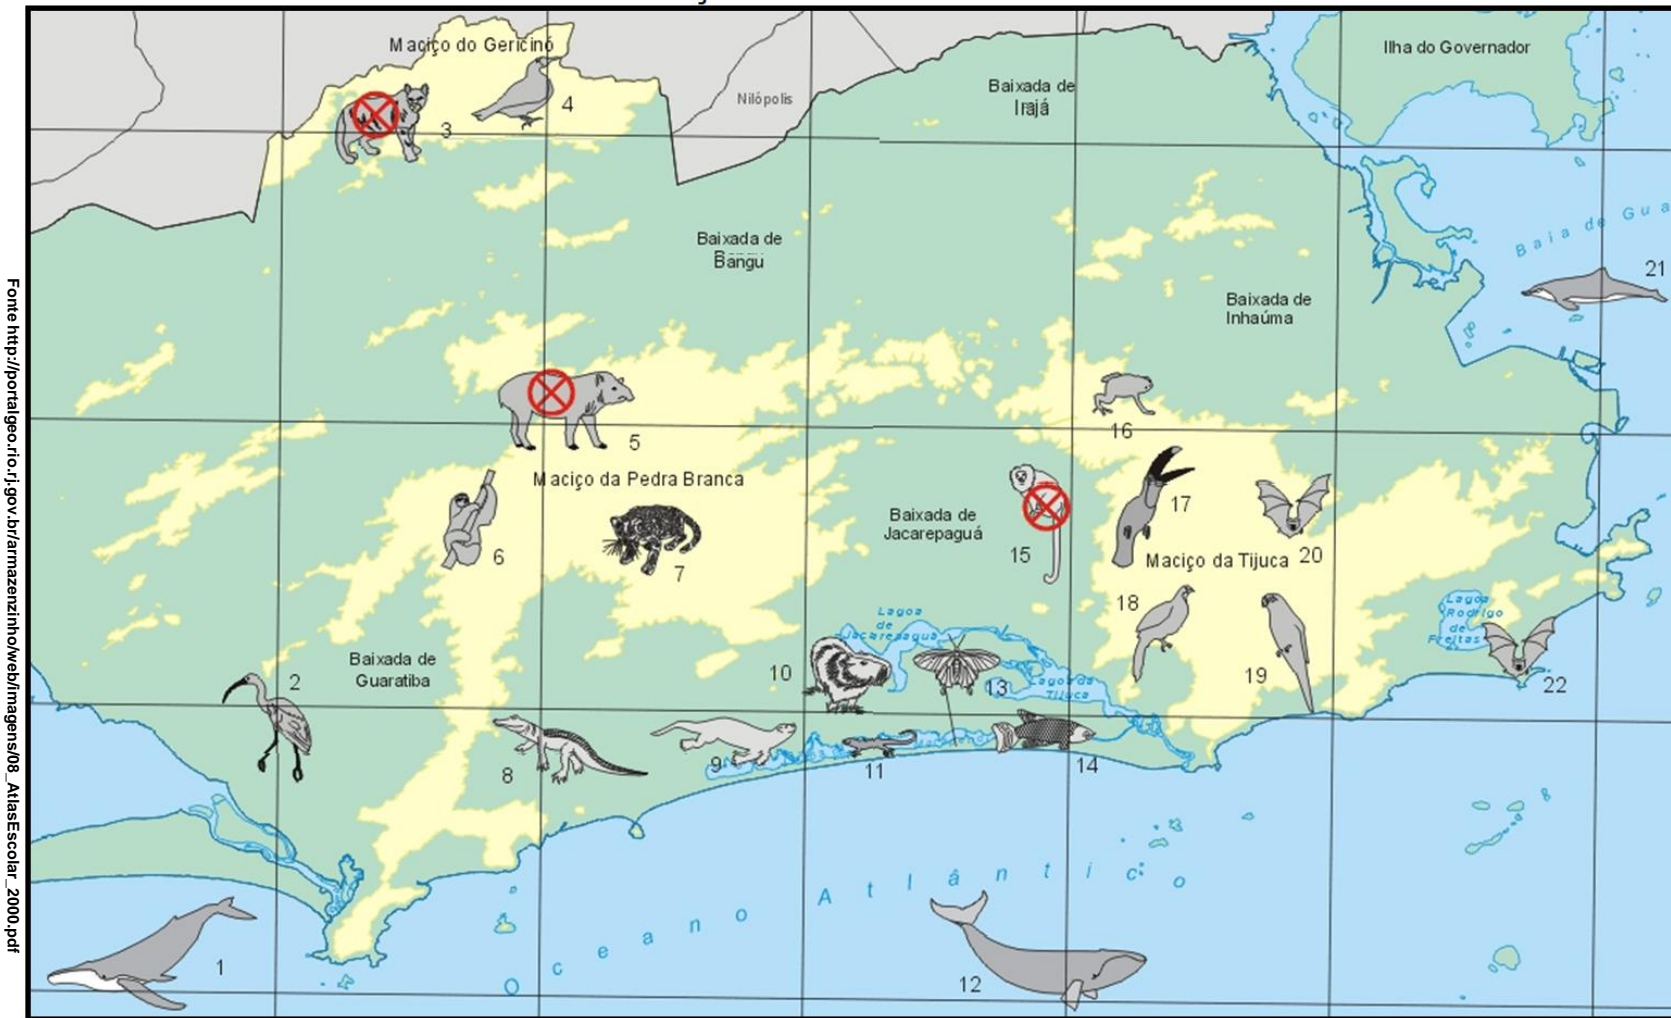 Maciço do Gericinó
Ilha do Governador
4
Nilópolis
Baixada de
Irajá
3
Baixada de
Bangu
Baia de Gua
21
Baixada de
Inhaúma
16
5
Maciço da Pedra Branca
17
Baixada de
Jacarepaguá
6
7
15
Maciço da Tijuca
20
18
Lagoa
de
Jacarepaguá
Lagoa
Rodrigo
de
Freitas
Baixada de
Guaratiba
2
10
13
Lagoa da
Tijuca
19
22
8
9
11
14
Oceano Atlântico
1
12
Fonte http://portalgeo.rio.rj.gov.br/armazenzinho/web/imagens/08_AtlasEscolar_2000.pdf